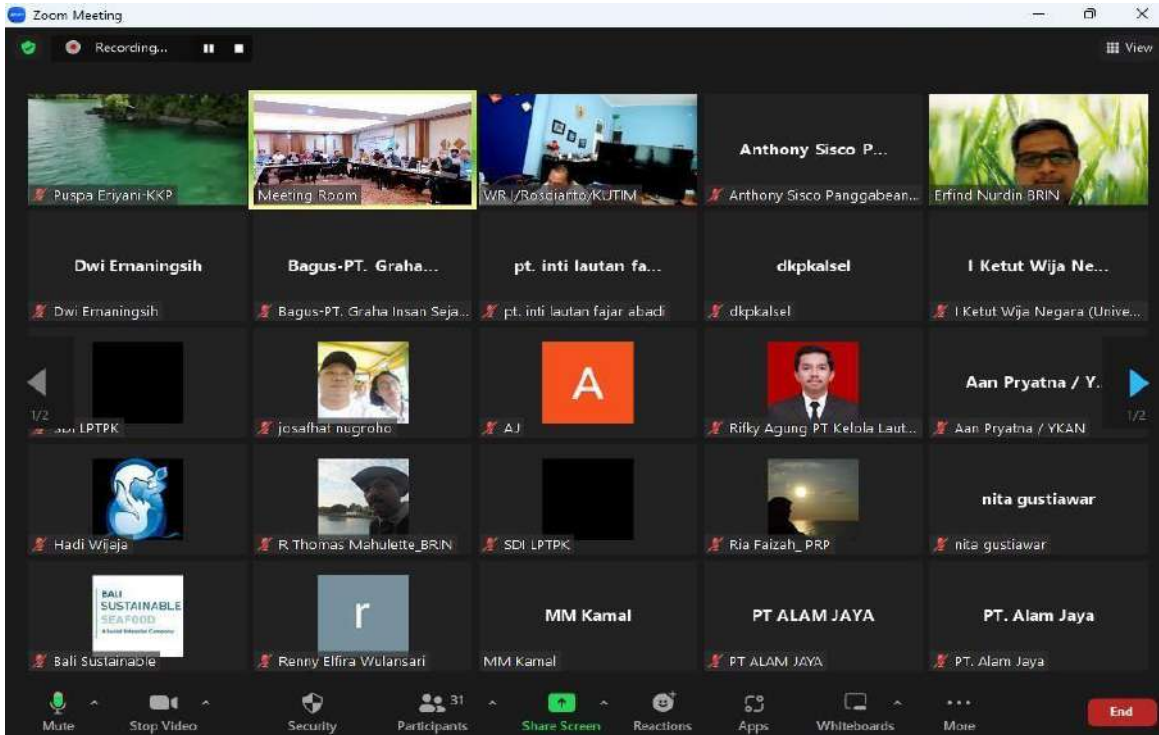 Zoom Meeting
Recording...
View
Puspa Eriyani-KKP
Meeting Room
WR I/Rosdianto/KUTIM
Anthony Sisco P...
Anthony Sisco Panggabean...
Erfind Nurdin BRIN
Dwi Ernaningsih
Dwi Ernaningsih
Bagus-PT. Graha...
Bagus-PT. Graha Insan Seja...
pt. inti lautan fa...
pt. inti lautan fajar abadi
dkpkalsel
dkpkalsel
I Ketut Wija Ne...
I Ketut Wija Negara (Unive...
1/2
SDI LPTPK
josafhat nugroho
A
AJ
Rifky Agung PT Kelola Laut...
Aan Pryatna / Y...
Aan Pryatna / YKAN
1/2
Hadi Wijaja
R Thomas Mahulette_BRIN
SDI LPTPK
Ria Faizah_ PRP
nita gustiawar
nita gustiawar
BALI
SUSTAINABLE
SEAFOOD
Bali Sustainable
r
Renny Elfira Wulansari
MM Kamal
MM Kamal
PT ALAM JAYA
PT ALAM JAYA
PT. Alam Jaya
PT. Alam Jaya
Mute
Stop Video
Security
Participants
31
Share Screen
Reactions
Apps
Whiteboards
More
End